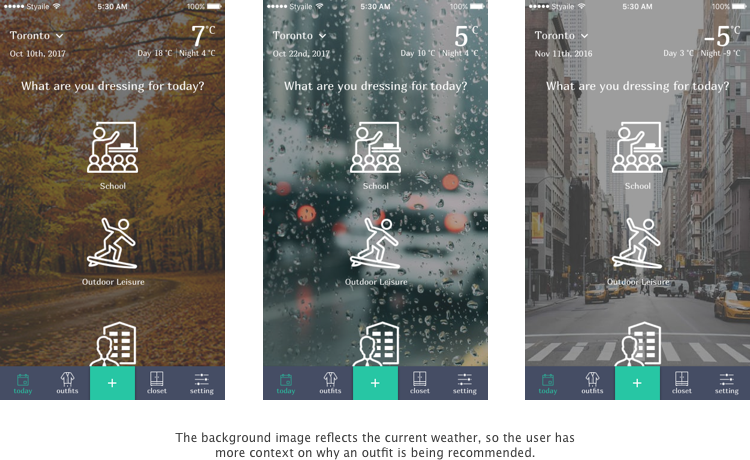 Styaile 5:30 AM 100%
Toronto 7°C
Oct 10th, 2017 Day 18 °C Night 4 °C
What are you dressing for today?
School
Outdoor Leisure
today outfits + closet setting
Styaile 5:30 AM 100%
Toronto 5°C
Oct 22nd, 2017 Day 10 °C Night 4 °C
What are you dressing for today?
School
Outdoor Leisure
today outfits + closet setting
Styaile 5:30 AM 100%
Toronto -5°C
Nov 11th, 2016 Day 3 °C Night -9 °C
What are you dressing for today?
School
Outdoor Leisure
today outfits + closet setting
The background image reflects the current weather, so the user has
more context on why an outfit is being recommended.